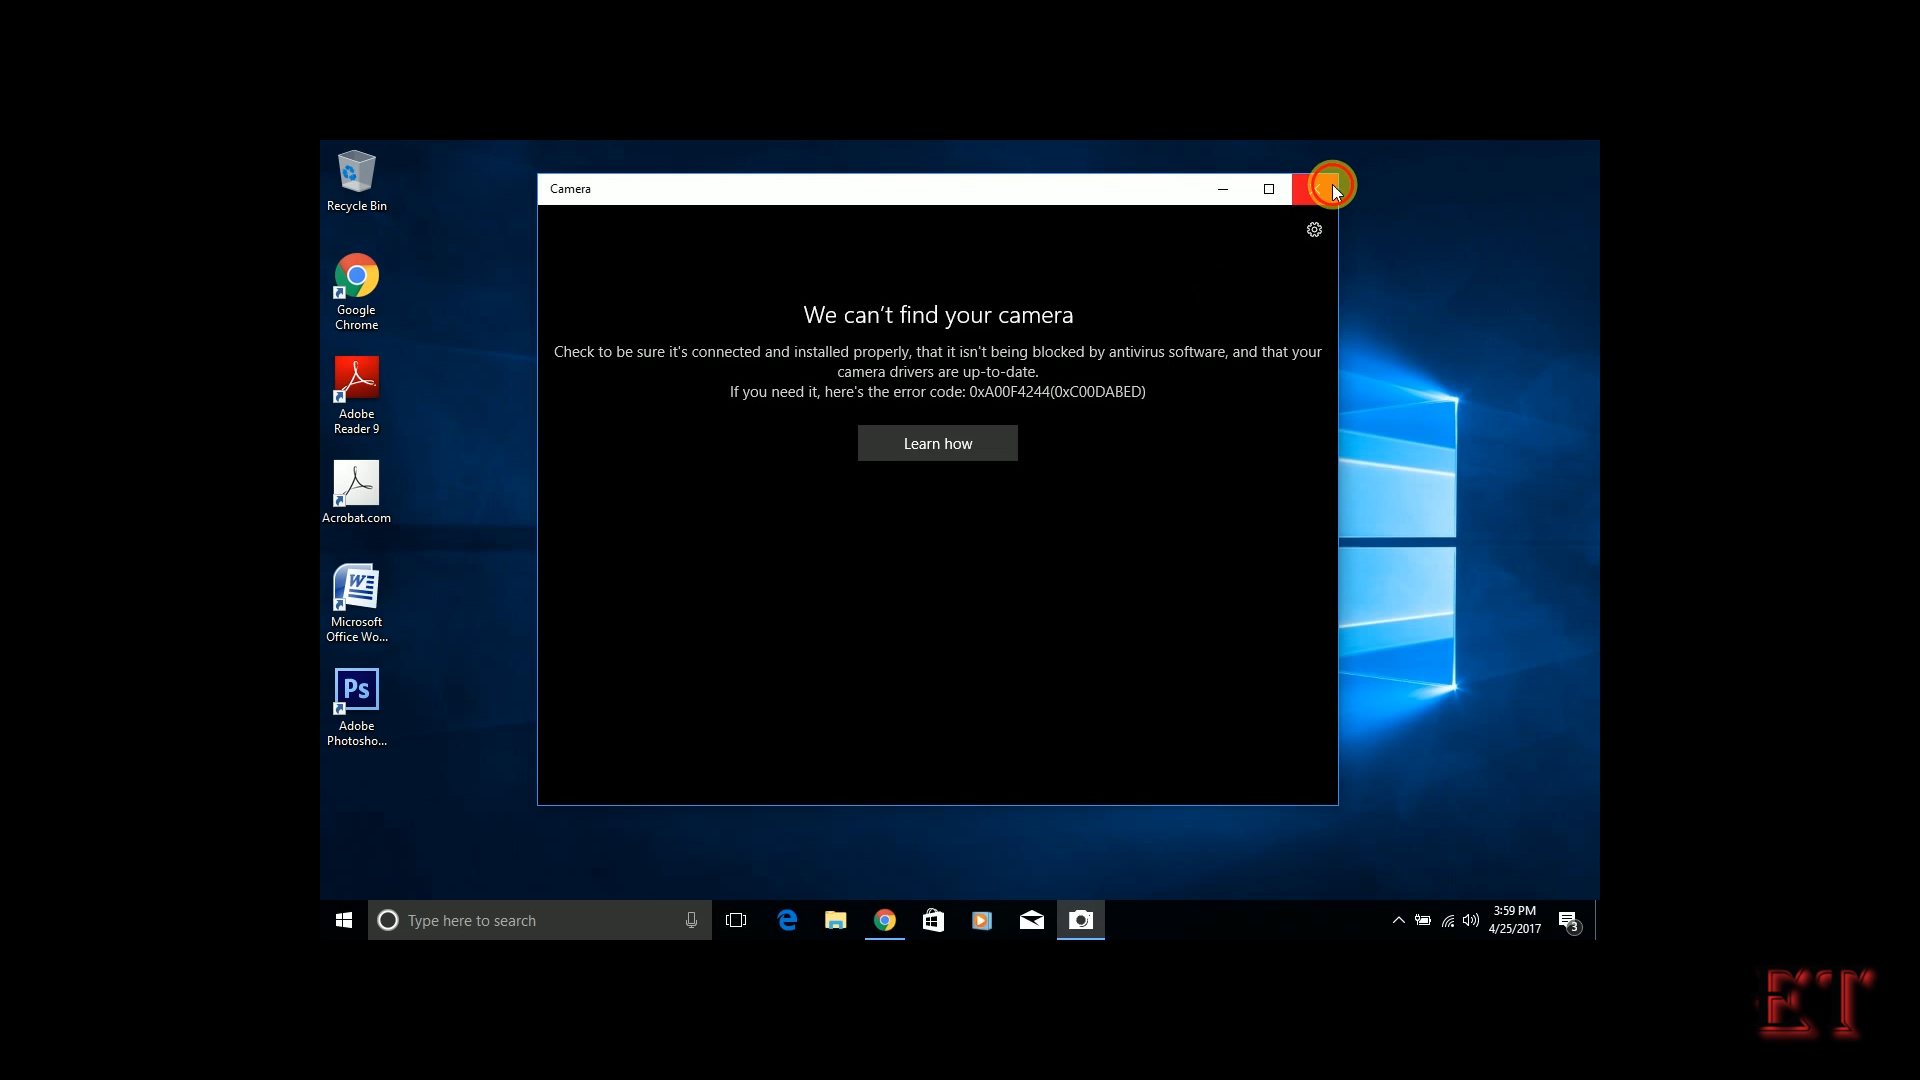 Recycle Bin
Google
Chrome
Adobe
Reader 9
Acrobat.com
Microsoft
Office Wo...
Ps
Adobe
Photosho...
Camera
We can't find your camera
Check to be sure it's connected and installed properly, that it isn't being blocked by antivirus software, and that your
camera drivers are up-to-date.
If you need it, here's the error code: 0xA00F4244(0xC00DABED)
Learn how
Type here to search
3:59 PM
4/25/2017
3
ET